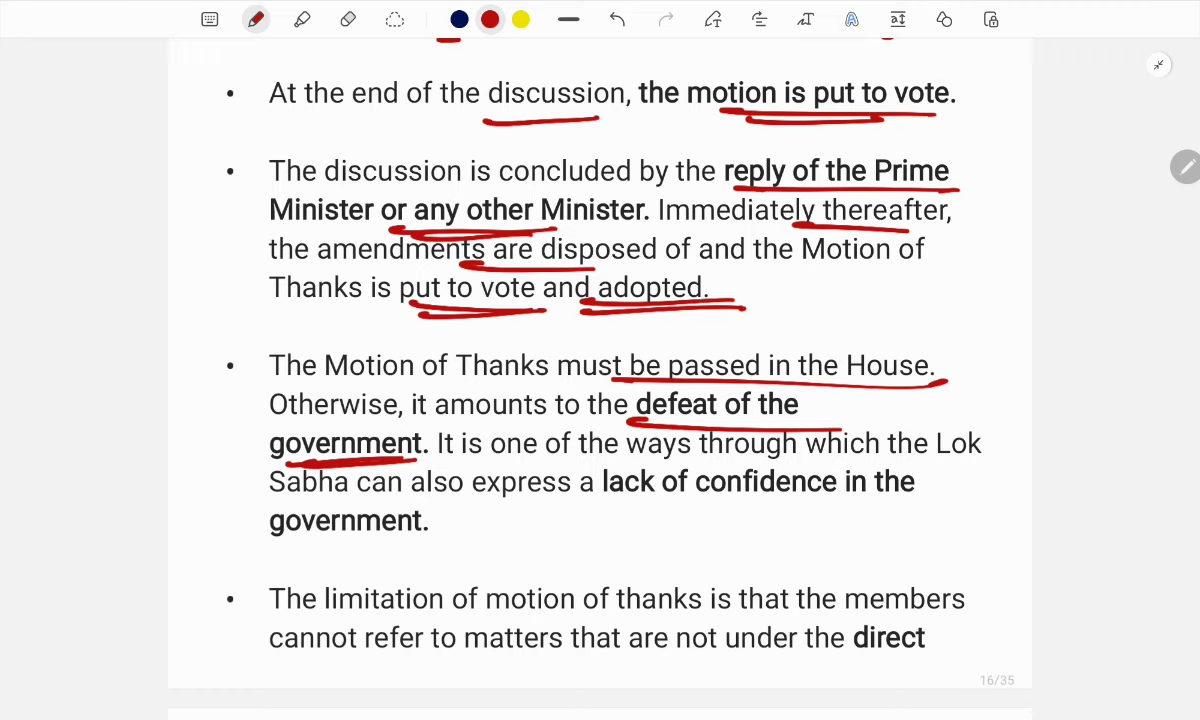 • At the end of the discussion, the motion is put to vote.
• The discussion is concluded by the reply of the Prime
Minister or any other Minister. Immediately thereafter,
the amendments are disposed of and the Motion of
Thanks is put to vote and adopted.
• The Motion of Thanks must be passed in the House.
Otherwise, it amounts to the defeat of the
government. It is one of the ways through which the Lok
Sabha can also express a lack of confidence in the
government.
• The limitation of motion of thanks is that the members
cannot refer to matters that are not under the direct
16/35